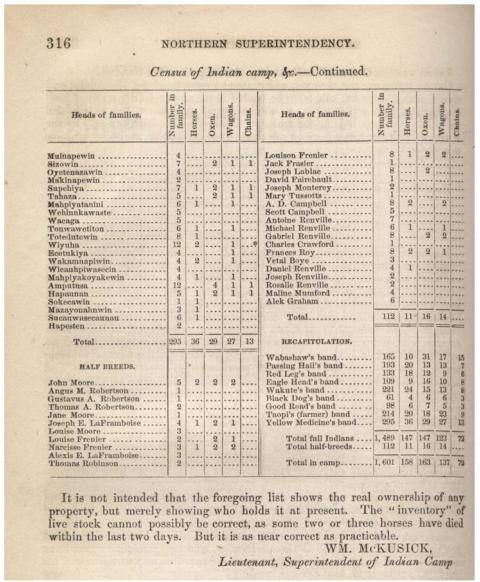 316 NORTHERN SUPERINTENDENCY.
Census of Indian camp, &c.—Continued.
Heads of families. Number in family. Horses. Oxen. Wagons. Chains.
Muinapewin 4
Sizowin 7 2 1 1
Oyetenazawin 4
Makinapewin 2
Supehiya 7 1 2 1 1
Tahaza 5 2 1 1
Mahpiyatanini 6 1 1
Wehinnkawaste 5
Wacaga 5
Tonwawetiton 6 1 1
Totedutowin 8 1
Wiyuha 12 2 1
Ecetukiya 4 1
Wakannapiwin 4 2 1
Wicanhpiwasecin 4
Mahpiyakoyakewin 4 1 1
Amputusa 12 4 1 1
Hapaunan 5 1 2 1 1
Sokecawin 1 1
Mazayonahnwin 3 1
Sucanwasecaunan 6 1
Hapesten 2
Total 295 36 29 27 13
HALF BREEDS.
John Moore 5 2 2 2
Angus M. Robertson 1
Gustavus A. Robertson 1
Thomas A. Robertson 2
Jane Moore 1
Joseph E. LaFramboise 4 1 2 1
Louise Moore 3
Louise Frenier 2 2 1
Narcisse Frenier 3 1 2 2
Alexis E. LaFramboise 3
Thomas Robinson 2
Heads of families. Number in family. Horses. Oxen. Wagons. Chains.
Louison Frenier 8 1 2 2
Jack Frasier 1
Joseph Lablac 8 2
David Fairebault 1
Joseph Monterey 2
Mary Tussotts 1
A. D. Campbell 8 2 2
Scott Campbell 5
Antoine Renville 7
Michael Renville 6 1 1
Gabriel Renville 8 2 2
Charles Crawford 1
Frances Roy 8 2 2 1
Vetal Boye 3
Daniel Renville 4 1
Joseph Renville 2
Rosalie Renville 2
Maline Mumford 4
Alek Graham 6
Total 112 11 16 14
RECAPITULATION.
Wabashaw's band 165 10 31 17 15
Passing Hail's band 193 20 13 13 7
Red Leg's band 133 18 12 9 6
Eagle Head's band 109 9 16 10 8
Wakute's band 221 24 15 13 8
Black Dog's band 61 4 6 6 3
Good Road's band 98 6 7 5 3
Taopi's (farmer) band 214 20 18 23 9
Yellow Medicine's band 295 36 29 27 13
Total full Indians 1,489 147 147 123 72
Total half-breeds 112 11 16 14
Total in camp 1,601 158 163 137 72
It is not intended that the foregoing list shows the real ownership of any
property, but merely showing who holds it at present. The "inventory" of
live stock cannot possibly be correct, as some two or three horses have died
within the last two days. But it is as near correct as practicable.
WM. McKUSICK,
Lieutenant, Superintendent of Indian Camp